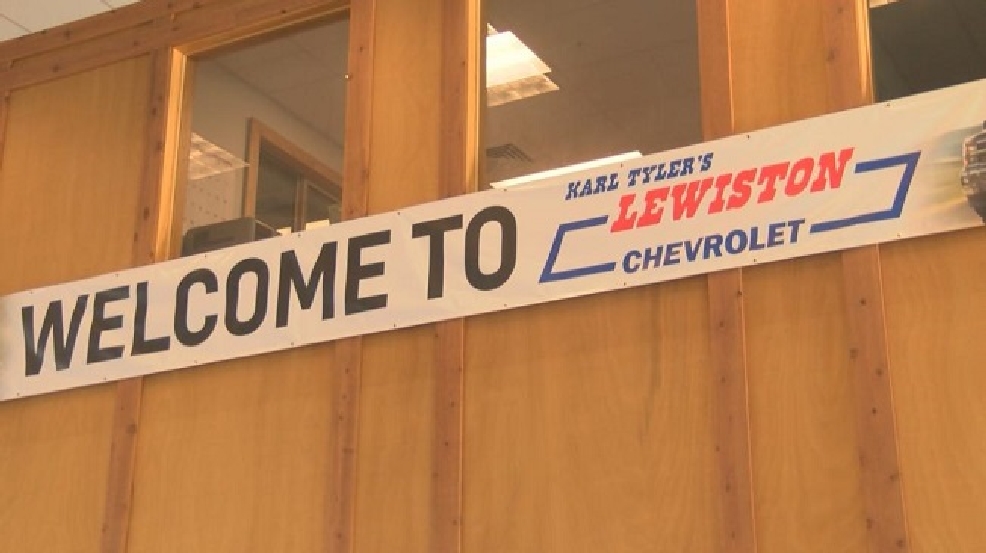 WELCOME TO
KARL TYLER'S
LEWISTON
CHEVROLET